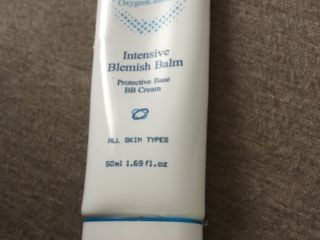 Intensive
Blemish Balm
Protective Base
BB Cream
ALL SKIN TYPES
50ml 1.69 fl.oz